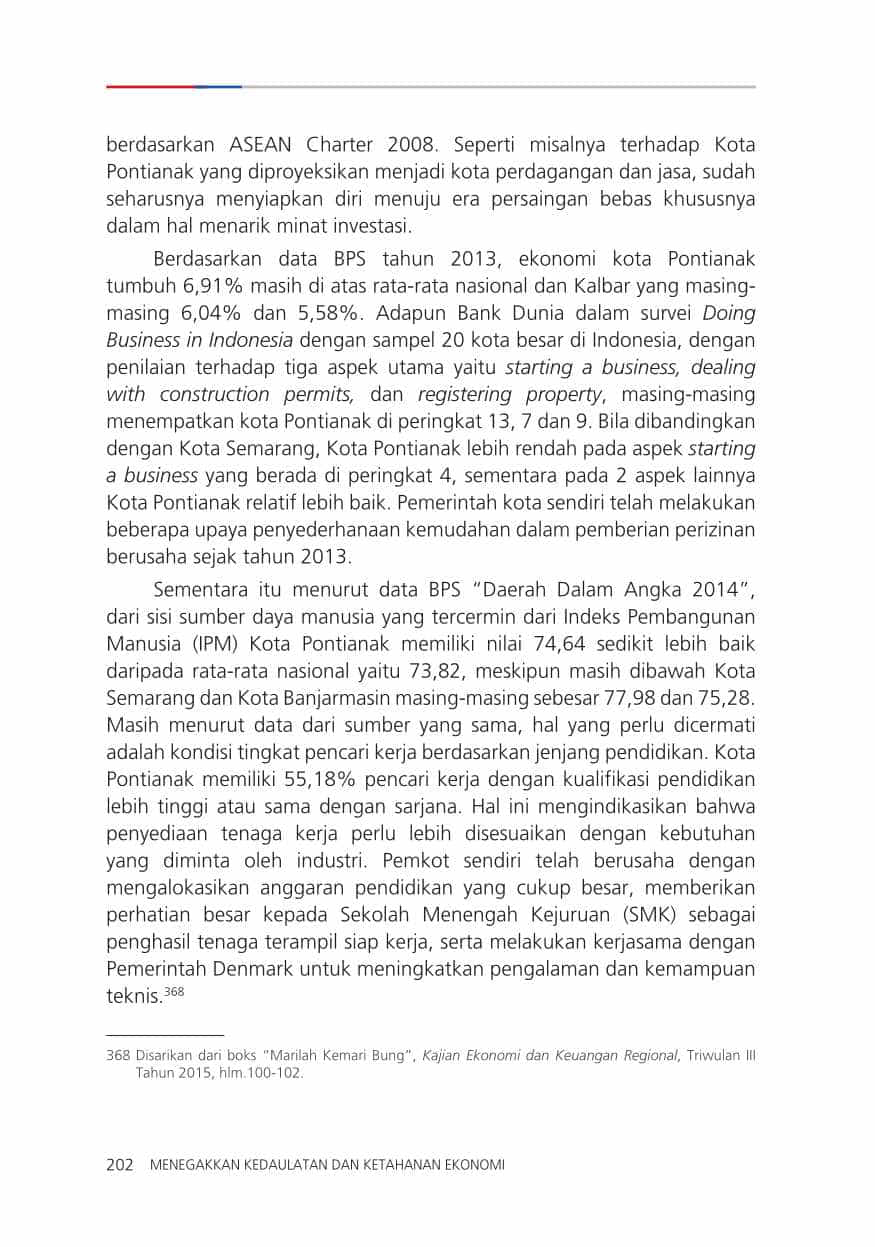 berdasarkan ASEAN Charter 2008. Seperti misalnya terhadap Kota
Pontianak yang diproyeksikan menjadi kota perdagangan dan jasa, sudah
seharusnya menyiapkan diri menuju era persaingan bebas khususnya
dalam hal menarik minat investasi.
Berdasarkan data BPS tahun 2013, ekonomi kota Pontianak
tumbuh 6,91% masih di atas rata-rata nasional dan Kalbar yang masing-
masing 6,04% dan 5,58%. Adapun Bank Dunia dalam survei Doing
Business in Indonesia dengan sampel 20 kota besar di Indonesia, dengan
penilaian terhadap tiga aspek utama yaitu starting a business, dealing
with construction permits, dan registering property, masing-masing
menempatkan kota Pontianak di peringkat 13, 7 dan 9. Bila dibandingkan
dengan Kota Semarang, Kota Pontianak lebih rendah pada aspek starting
a business yang berada di peringkat 4, sementara pada 2 aspek lainnya
Kota Pontianak relatif lebih baik. Pemerintah kota sendiri telah melakukan
beberapa upaya penyederhanaan kemudahan dalam pemberian perizinan
berusaha sejak tahun 2013.
Sementara itu menurut data BPS “Daerah Dalam Angka 2014”,
dari sisi sumber daya manusia yang tercermin dari Indeks Pembangunan
Manusia (IPM) Kota Pontianak memiliki nilai 74,64 sedikit lebih baik
daripada rata-rata nasional yaitu 73,82, meskipun masih dibawah Kota
Semarang dan Kota Banjarmasin masing-masing sebesar 77,98 dan 75,28.
Masih menurut data dari sumber yang sama, hal yang perlu dicermati
adalah kondisi tingkat pencari kerja berdasarkan jenjang pendidikan. Kota
Pontianak memiliki 55,18% pencari kerja dengan kualifikasi pendidikan
lebih tinggi atau sama dengan sarjana. Hal ini mengindikasikan bahwa
penyediaan tenaga kerja perlu lebih disesuaikan dengan kebutuhan
yang diminta oleh industri. Pemkot sendiri telah berusaha dengan
mengalokasikan anggaran pendidikan yang cukup besar, memberikan
perhatian besar kepada Sekolah Menengah Kejuruan (SMK) sebagai
penghasil tenaga terampil siap kerja, serta melakukan kerjasama dengan
Pemerintah Denmark untuk meningkatkan pengalaman dan kemampuan
teknis.368
368 Disarikan dari boks “Marilah Kemari Bung”, Kajian Ekonomi dan Keuangan Regional, Triwulan III
Tahun 2015, hlm.100-102.
202 MENEGAKKAN KEDAULATAN DAN KETAHANAN EKONOMI